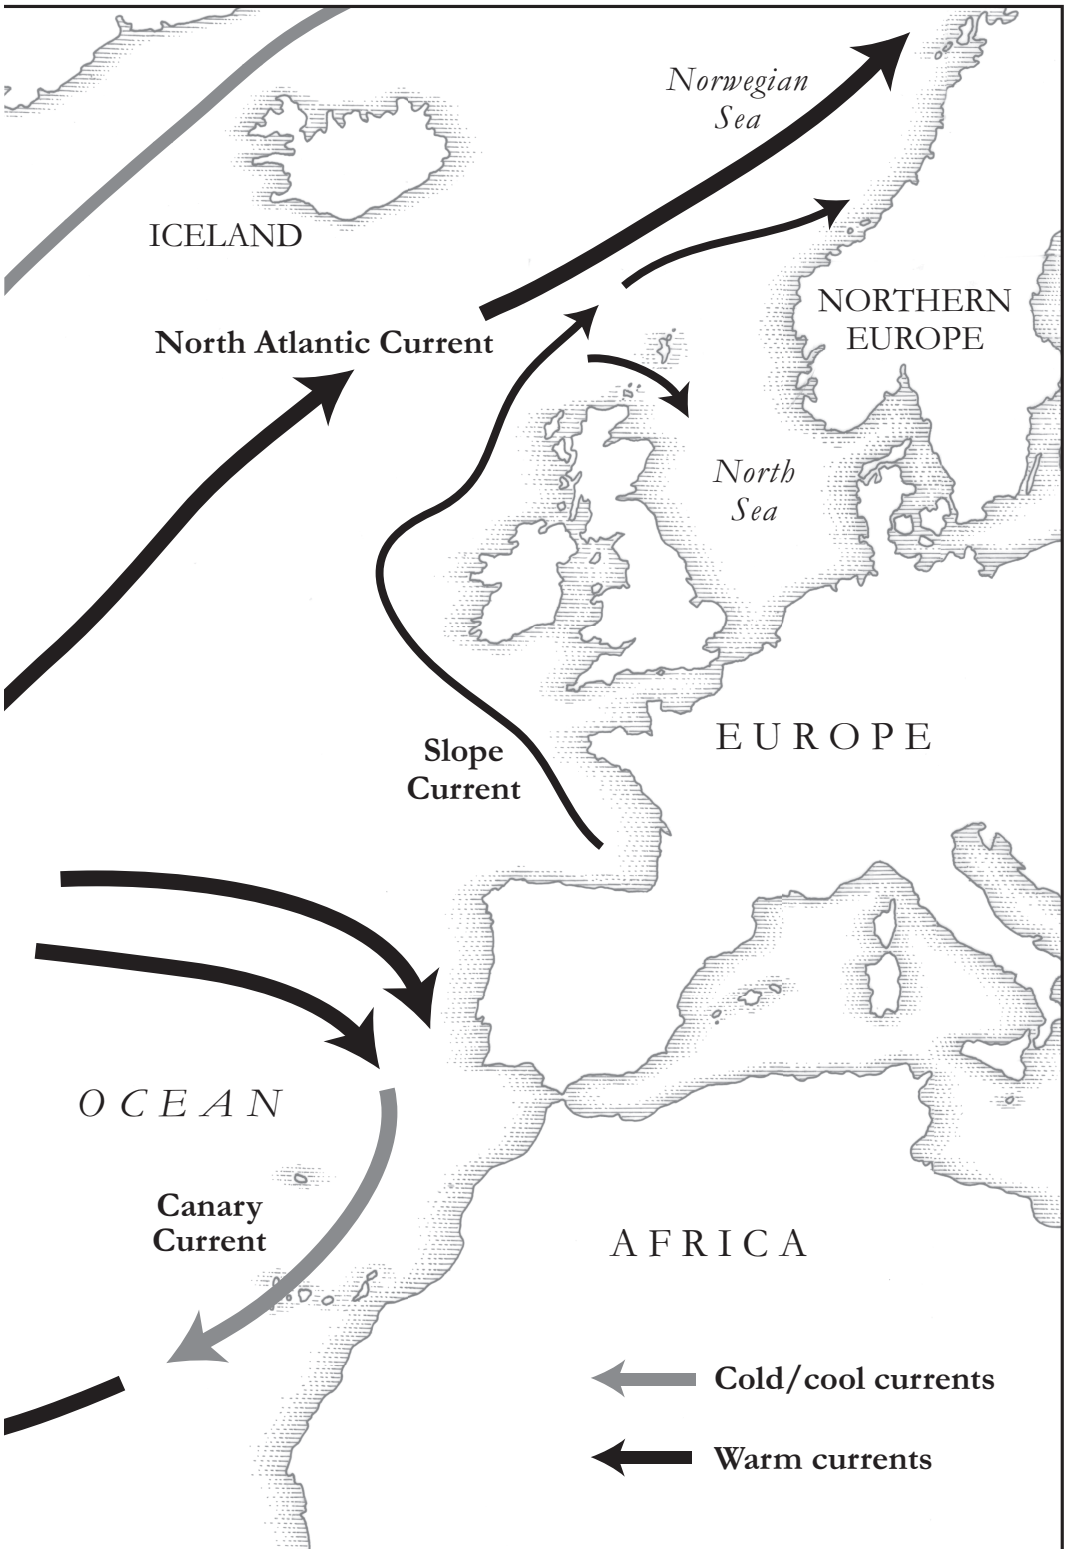 Norwegian
Sea
ICELAND
NORTHERN
EUROPE
North Atlantic Current
North
Sea
EUROPE
Slope
Current
OCEAN
Canary
Current
AFRICA
Cold/cool currents
Warm currents